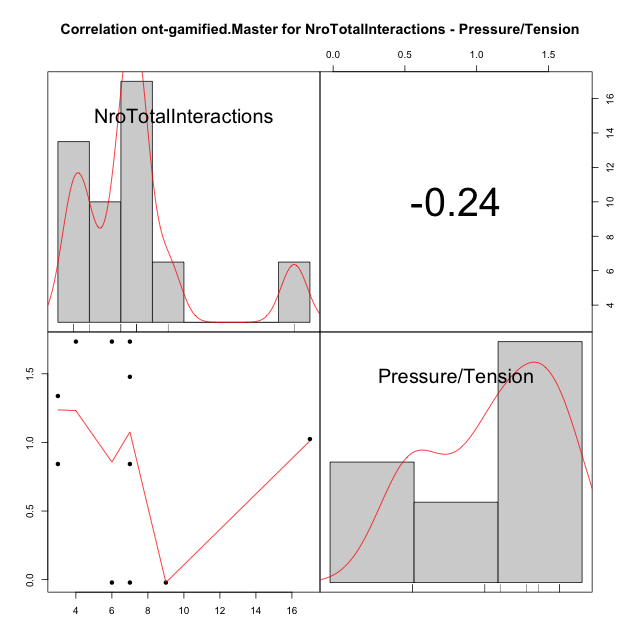 Correlation ont-gamified.Master for NroTotalInteractions - Pressure/Tension
0.0 0.5 1.0 1.5
NroTotalInteractions
-0.24
16
14
12
10
8
6
4
Pressure/Tension
1.5
1.0
0.5
0.0
4 6 8 10 12 14 16